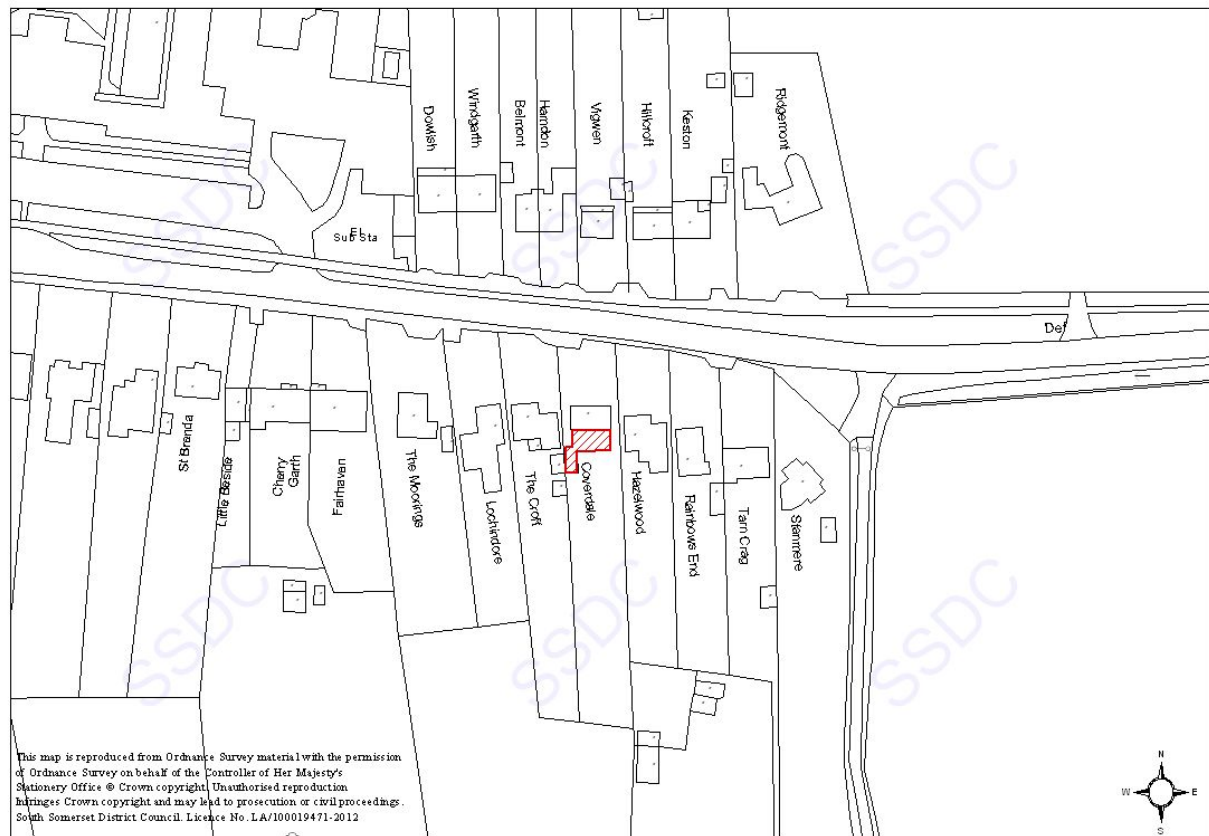 Dowlish
Windgarth
Belmont
Hamdon
Vigwen
Hillcroft
Keston
Ridgemont
El
Sub Sta
Def
St Brenda
Little Beside
Cherry
Garth
Fairhaven
The Moorings
Lochindore
The Croft
Coverdale
Hazelwood
Rainbows End
Tarn Crag
Stanmere
SSDC
SSDC
SSDC
SSDC
SSDC
SSDC
This map is reproduced from Ordnance Survey material with the permission
of Ordnance Survey on behalf of the Controller of Her Majesty's
Stationery Office © Crown copyright. Unauthorised reproduction
infringes Crown copyright and may lead to prosecution or civil proceedings.
South Somerset District Council. Licence No. LA/100019471-2012
N
W
E
S